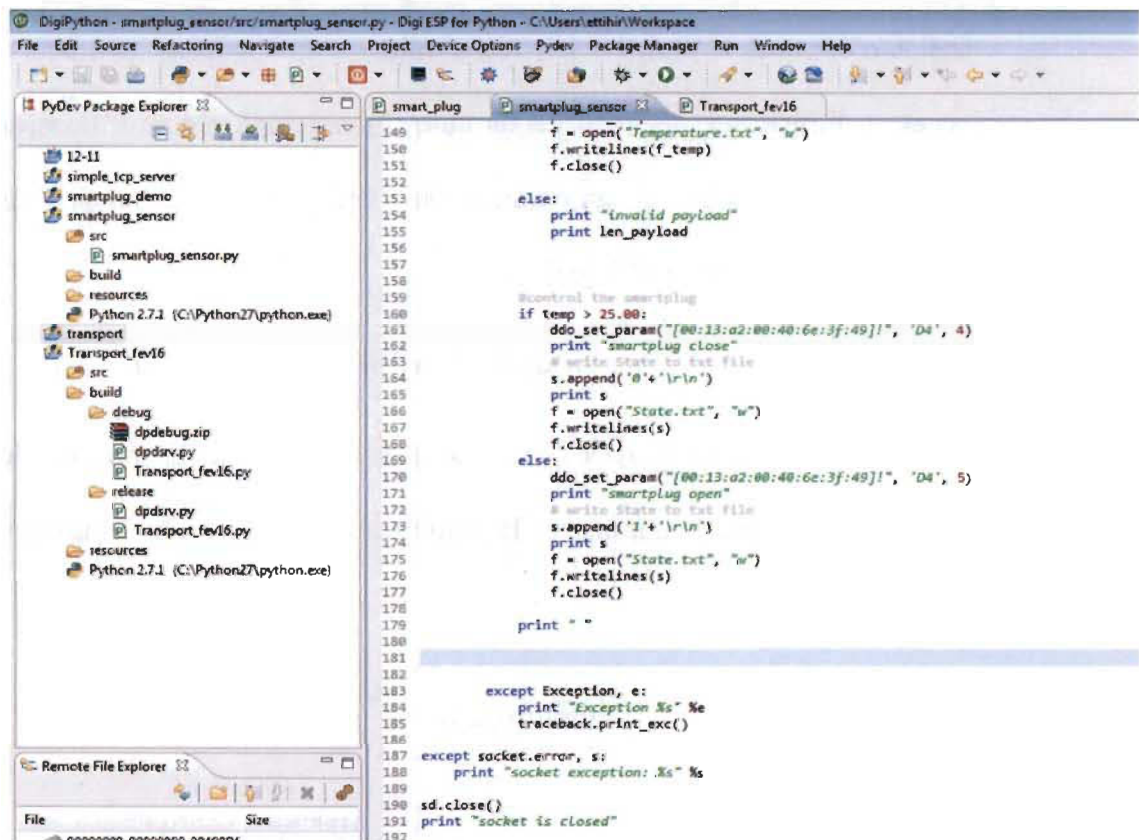 DigiPython - smartplug_sensor/src/smartplug_sensor.py - Digi ESP for Python - C:\Users\ettihir\Workspace
File Edit Source Refactoring Navigate Search Project Device Options Pydev Package Manager Run Window Help
PyDev Package Explorer
12-11
simple_tcp_server
smartplug_demo
smartplug_sensor
src
smartplug_sensor.py
build
resources
Python 2.7.1 (C:\Python27\python.exe)
transport
Transport_fev16
src
build
debug
dpdebug.zip
dpdsrv.py
Transport_fev16.py
release
dpdsrv.py
Transport_fev16.py
resources
Python 2.7.1 (C:\Python27\python.exe)
Remote File Explorer
File Size
smart_plug smartplug_sensor Transport_fev16
149 f = open("Temperature.txt", "w")
150 f.writelines(f_temp)
151 f.close()
152
153 else:
154 print "invalid payload"
155 print len_payload
156
157
158
159 #control the smartplug
160 if temp > 25.00:
161 ddo_set_param("[00:13:a2:00:40:6e:3f:49]!", 'D4', 4)
162 print "smartplug close"
163 # write State to txt file
164 s.append('0'+'\r\n')
165 print s
166 f = open("State.txt", "w")
167 f.writelines(s)
168 f.close()
169 else:
170 ddo_set_param("[00:13:a2:00:40:6e:3f:49]!", 'D4', 5)
171 print "smartplug open"
172 # write State to txt file
173 s.append('1'+'\r\n')
174 print s
175 f = open("State.txt", "w")
176 f.writelines(s)
177 f.close()
178
179 print " "
180
181
182
183 except Exception, e:
184 print "Exception %s" %e
185 traceback.print_exc()
186
187 except socket.error, s:
188 print "socket exception: %s" %s
189
190 sd.close()
191 print "socket is closed"
192